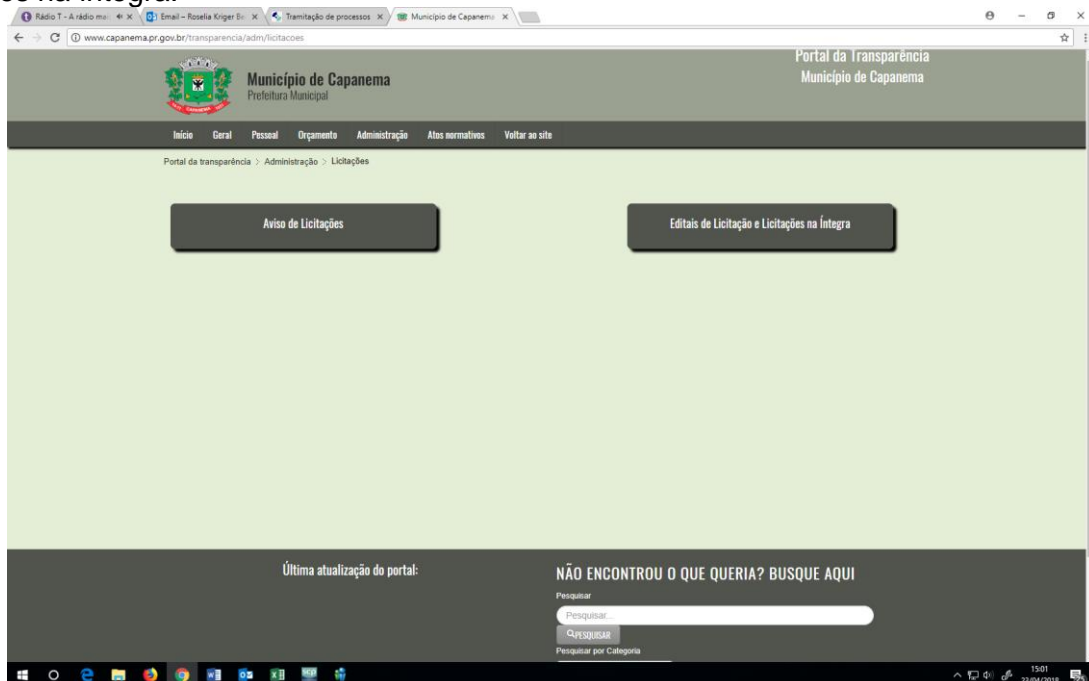 es na íntegra.
Rádio T - A rádio mai
Email – Roselia Kriger Be
Tramitação de processos
Município de Capanema
www.capanema.pr.gov.br/transparencia/adm/licitacoes
Portal da Transparência
Município de Capanema
Município de Capanema
Prefeitura Municipal
Início Geral Pessoal Orçamento Administração Atos normativos Voltar ao site
Portal da transparência > Administração > Licitações
Aviso de Licitações
Editais de Licitação e Licitações na Íntegra
Última atualização do portal:
NÃO ENCONTROU O QUE QUERIA? BUSQUE AQUI
Pesquisar
Pesquisar...
PESQUISAR
Pesquisar por Categoria
15:01